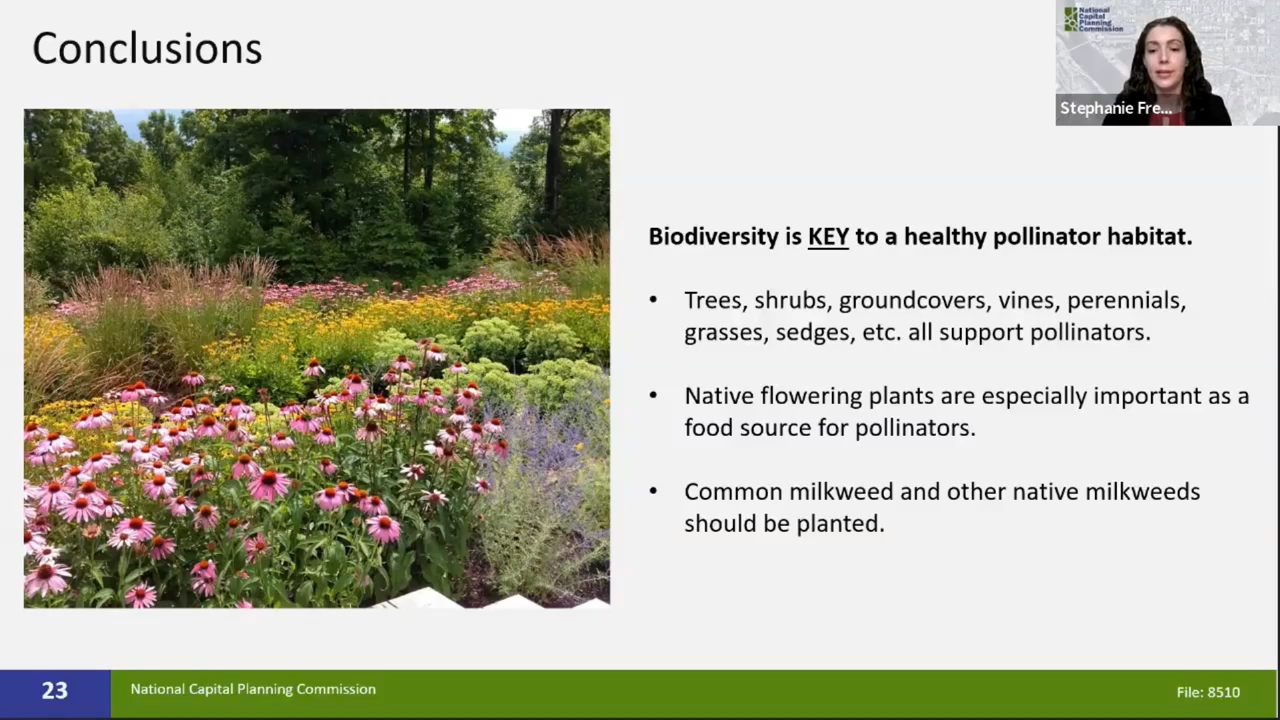 Conclusions
National
Capital
Planning
Commission
Stephanie Fre...
Biodiversity is KEY to a healthy pollinator habitat.
• Trees, shrubs, groundcovers, vines, perennials,
grasses, sedges, etc. all support pollinators.
• Native flowering plants are especially important as a
food source for pollinators.
• Common milkweed and other native milkweeds
should be planted.
23
National Capital Planning Commission
File: 8510